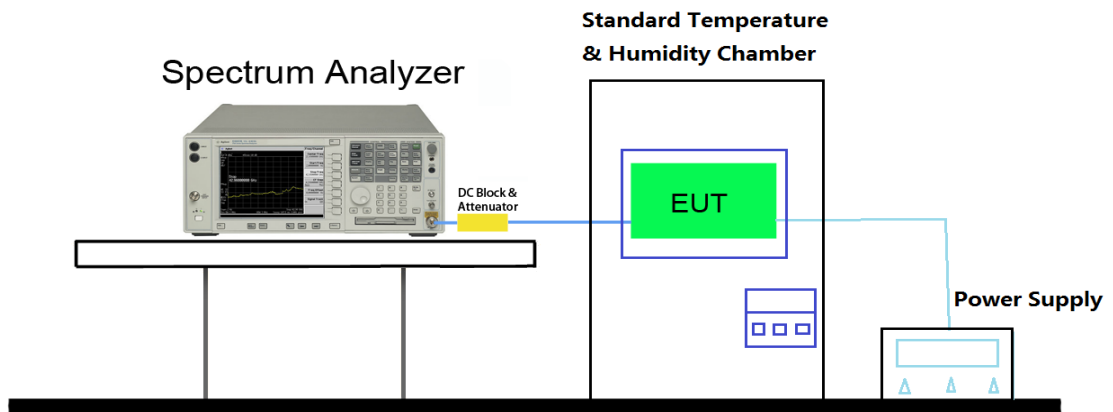 Standard Temperature
& Humidity Chamber
Spectrum Analyzer
DC Block &
Attenuator
EUT
Power Supply